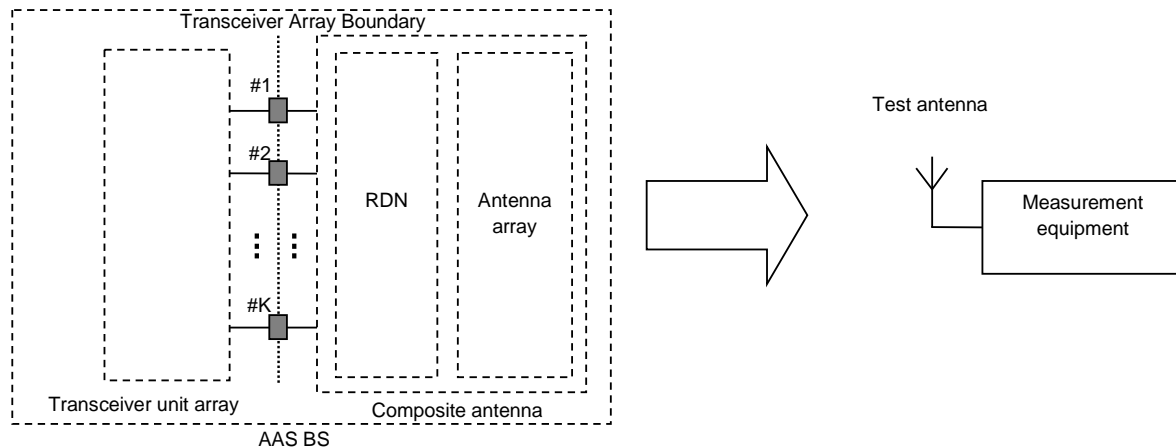 Transceiver Array Boundary
#1
#2
#K
RDN
Antenna
array
Transceiver unit array
Composite antenna
AAS BS
Test antenna
Measurement
equipment